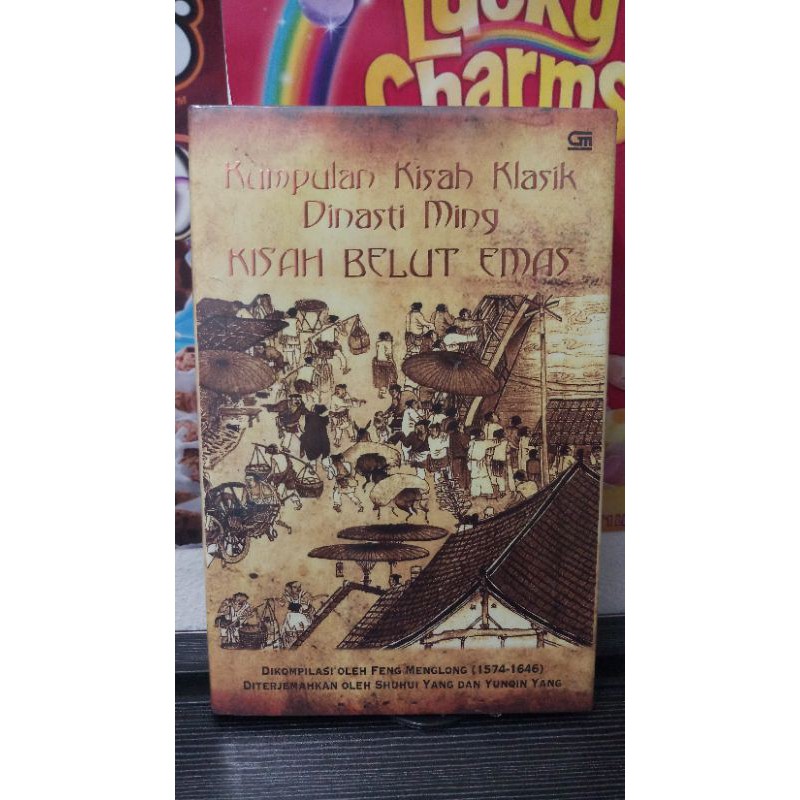 Lucky
Charms
GM
Kumpulan Kisah Klasik
Dinasti Ming
KISAH BELUT EMAS
DIKOMPILASI OLEH FENG MENGLONG (1574-1646)
DITERJEMAHKAN OLEH SHUHUI YANG DAN YUNQIN YANG